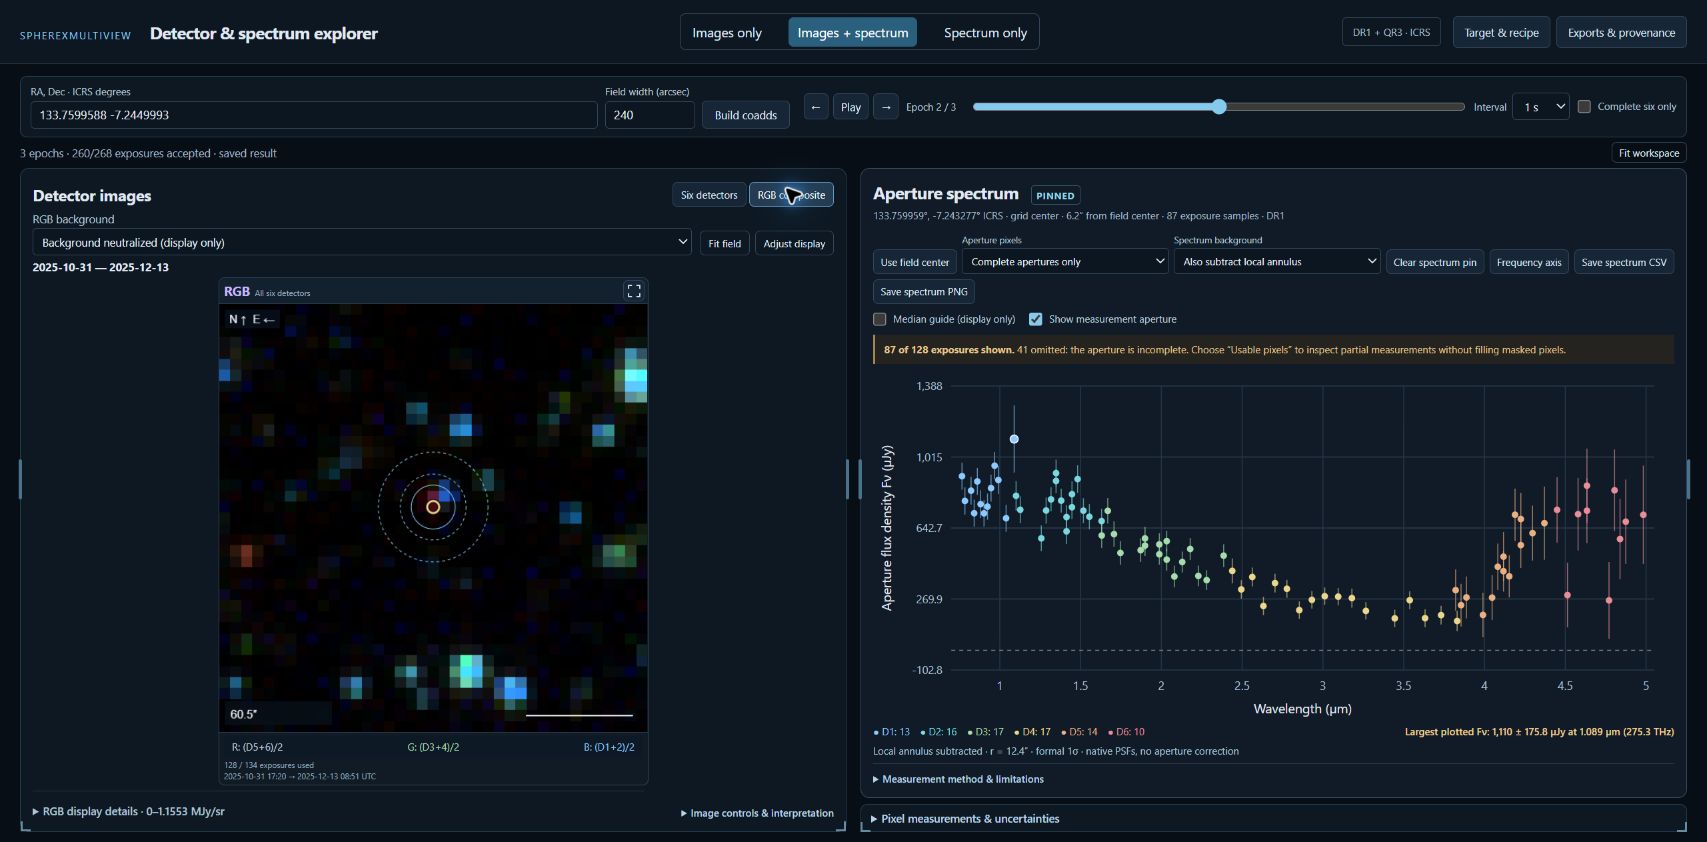 SPHEREXMULTIVIEW Detector & spectrum explorer
Images only Images + spectrum Spectrum only
DR1 + QR3 · ICRS Target & recipe Exports & provenance
RA, Dec · ICRS degrees Field width (arcsec)
133.7599588 -7.2449993 240 Build coadds ← Play → Epoch 2 / 3 Interval 1 s Complete six only
3 epochs · 260/268 exposures accepted · saved result Fit workspace
Detector images Six detectors
RGB background
Background neutralized (display only) Fit field Adjust display
2025-10-31 — 2025-12-13
RGB All six detectors
N↑ E←
60.5″
R: (D5+6)/2 G: (D3+4)/2 B: (D1+2)/2
128 / 134 exposures used
2025-10-31 17:20 → 2025-12-13 08:51 UTC
▸ RGB display details · 0–1.1553 MJy/sr ▸ Image controls & interpretation
Aperture spectrum PINNED
133.759959°, -7.243277° ICRS · grid center · 6.2″ from field center · 87 exposure samples · DR1
Aperture pixels Spectrum background
Use field center Complete apertures only Also subtract local annulus Clear spectrum pin Frequency axis Save spectrum CSV
Save spectrum PNG
Median guide (display only) Show measurement aperture
87 of 128 exposures shown. 41 omitted: the aperture is incomplete. Choose “Usable pixels” to inspect partial measurements without filling masked pixels.
Aperture flux density Fν (μJy)
1,388
1,015
642.7
269.9
-102.8
1 1.5 2 2.5 3 3.5 4 4.5 5
Wavelength (μm)
D1: 13 D2: 16 D3: 17 D4: 17 D5: 14 D6: 10 Largest plotted Fν: 1,110 ± 175.8 μJy at 1.089 μm (275.3 THz)
Local annulus subtracted · r = 12.4″ · formal 1σ · native PSFs, no aperture correction
▸ Measurement method & limitations
▸ Pixel measurements & uncertainties